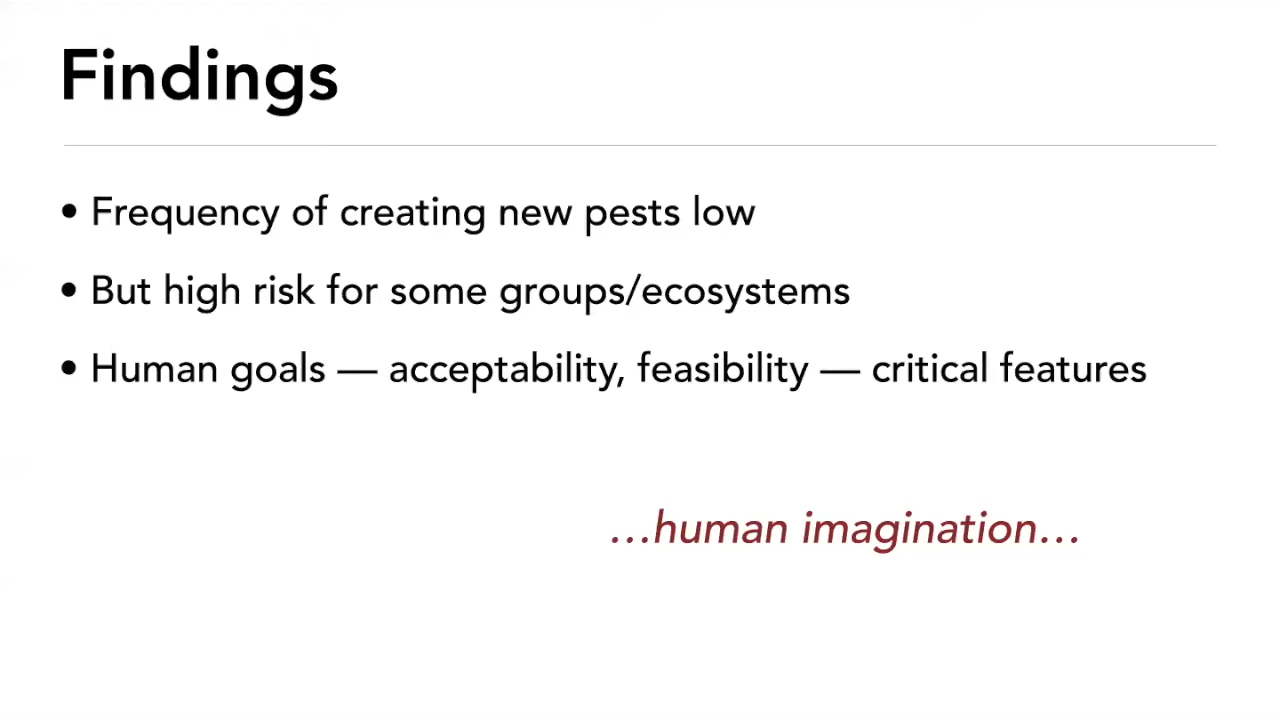 Findings
• Frequency of creating new pests low
• But high risk for some groups/ecosystems
• Human goals — acceptability, feasibility — critical features
…human imagination…